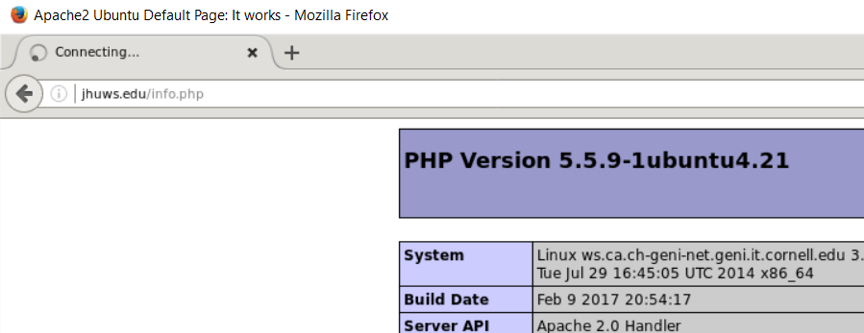 Apache2 Ubuntu Default Page: It works - Mozilla Firefox
Connecting...
jhuws.edu/info.php
PHP Version 5.5.9-1ubuntu4.21
System Linux ws.ca.ch-geni-net.geni.it.cornell.edu 3.
Tue Jul 29 16:45:05 UTC 2014 x86_64
Build Date Feb 9 2017 20:54:17
Server API Apache 2.0 Handler